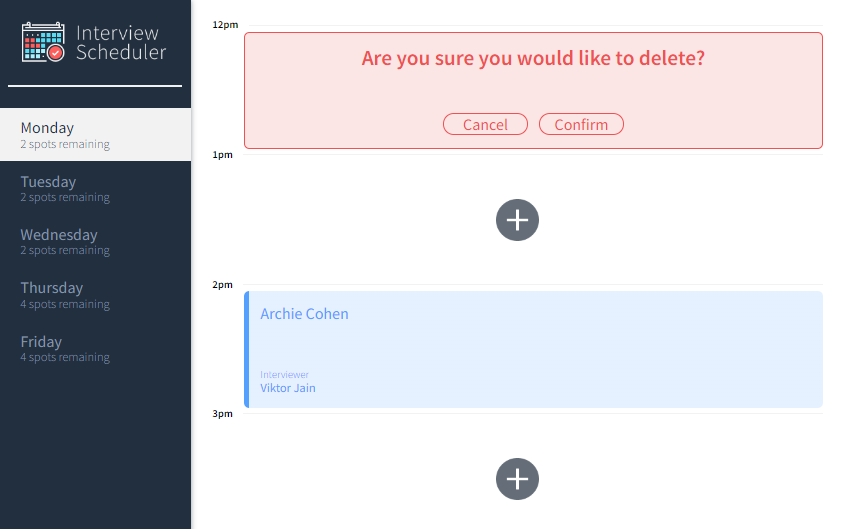 Interview
Scheduler
Monday
2 spots remaining
Tuesday
2 spots remaining
Wednesday
2 spots remaining
Thursday
4 spots remaining
Friday
4 spots remaining
12pm
Are you sure you would like to delete?
Cancel Confirm
1pm
2pm
Archie Cohen
Interviewer
Viktor Jain
3pm